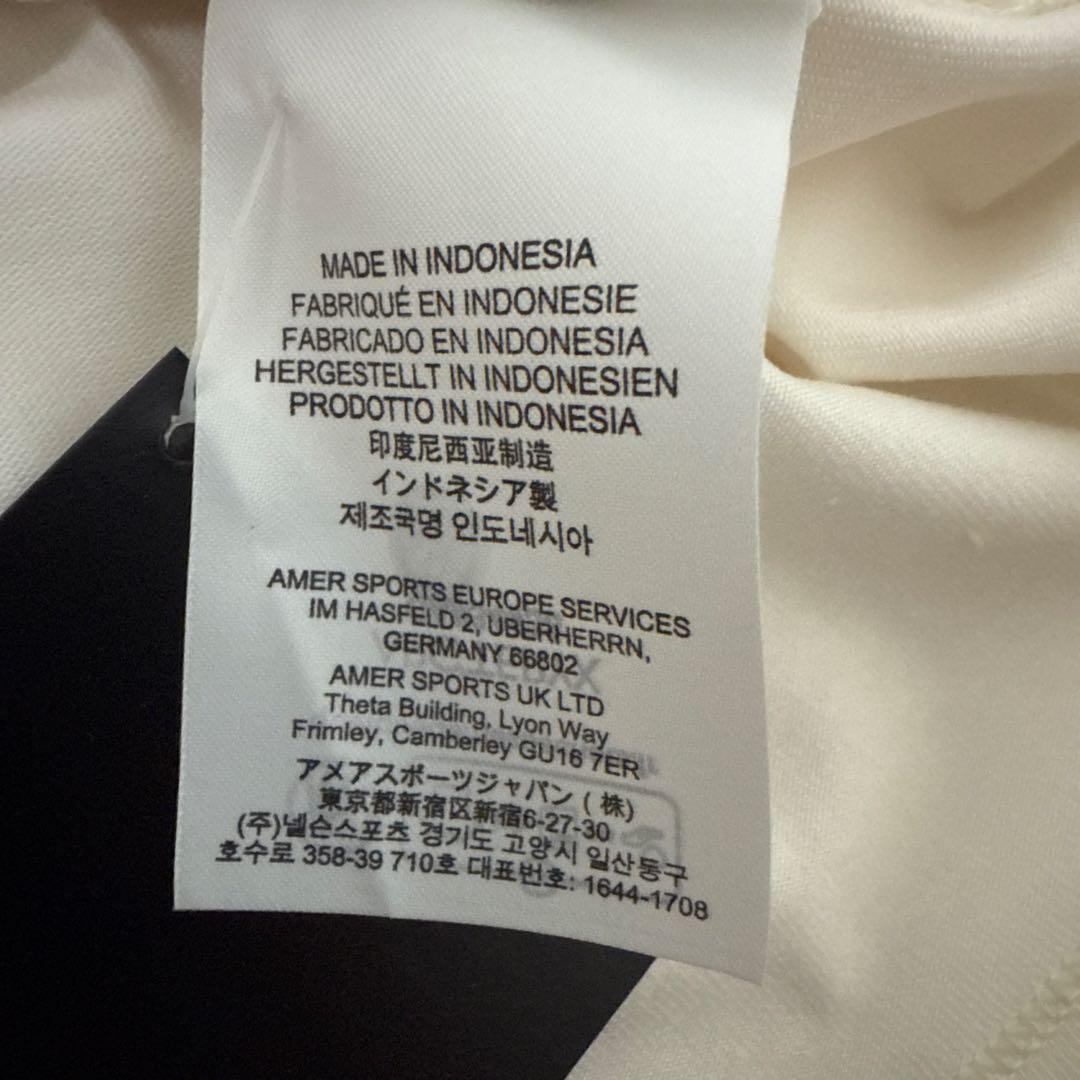 MADE IN INDONESIA
FABRIQUÉ EN INDONESIE
FABRICADO EN INDONESIA
HERGESTELLT IN INDONESIEN
PRODOTTO IN INDONESIA
印度尼西亚制造
インドネシア製
제조국명 인도네시아
AMER SPORTS EUROPE SERVICES
IM HASFELD 2, UBERHERRN,
GERMANY 66802
AMER SPORTS UK LTD
Theta Building, Lyon Way
Frimley, Camberley GU16 7ER
アメアスポーツジャパン (株)
東京都新宿区新宿6-27-30
(주)넬슨스포츠 경기도 고양시 일산동구
호수로 358-39 710호 대표번호: 1644-1708